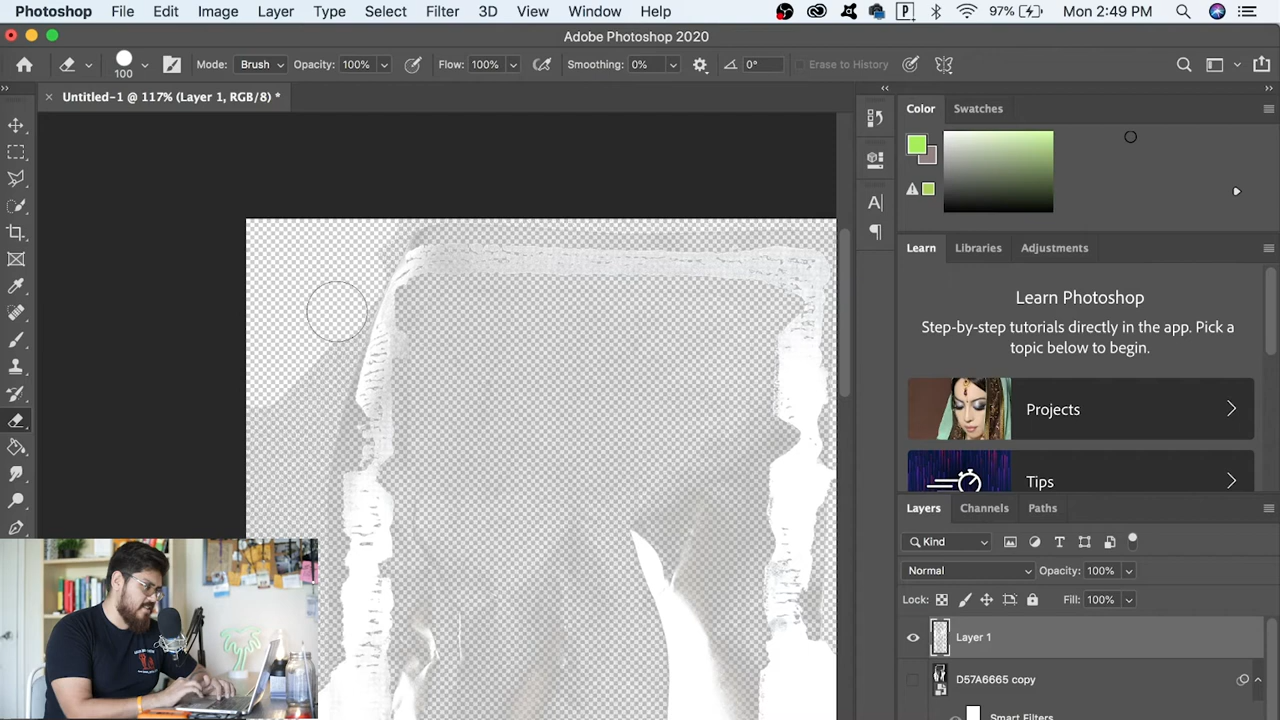 Photoshop File Edit Image Layer Type Select Filter 3D View Window Help 97% Mon 2:49 PM
Adobe Photoshop 2020
100 Mode: Brush Opacity: 100% Flow: 100% Smoothing: 0% 0° Erase to History
× Untitled-1 @ 117% (Layer 1, RGB/8) *
Color Swatches
A
Learn Libraries Adjustments
Learn Photoshop
Step-by-step tutorials directly in the app. Pick a
topic below to begin.
Projects
Tips
Layers Channels Paths
Kind
Normal Opacity: 100%
Lock: Fill: 100%
Layer 1
D57A6665 copy
Smart Filters